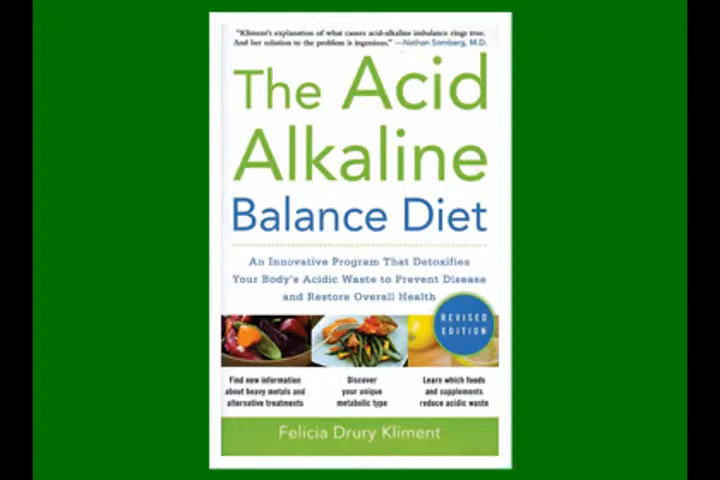 "Kliment's explanation of what causes acid-alkaline imbalance rings true.
And her solution to the problem is ingenious." —Nathan Somberg, M.D.
The Acid
Alkaline
Balance Diet
An Innovative Program That Detoxifies
Your Body's Acidic Waste to Prevent Disease
and Restore Overall Health
REVISED
EDITION
Find new information
about heavy metals and
alternative treatments
Discover
your unique
metabolic type
Learn which foods
and supplements
reduce acidic waste
Felicia Drury Kliment